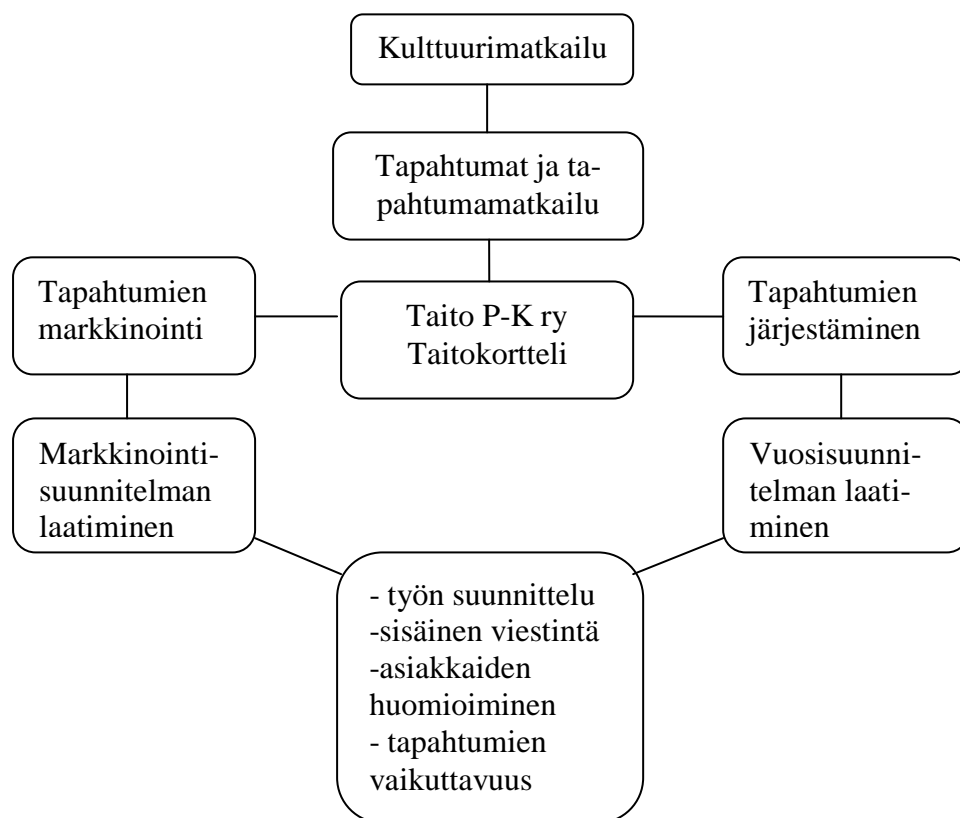 Kulttuurimatkailu
Tapahtumat ja ta-
pahtumamatkailu
Tapahtumien
markkinointi
Taito P-K ry
Taitokortteli
Tapahtumien
järjestäminen
Markkinointi-
suunnitelman
laatiminen
Vuosisuunni-
telman laati-
minen
- työn suunnittelu
-sisäinen viestintä
-asiakkaiden
huomioiminen
- tapahtumien
vaikuttavuus